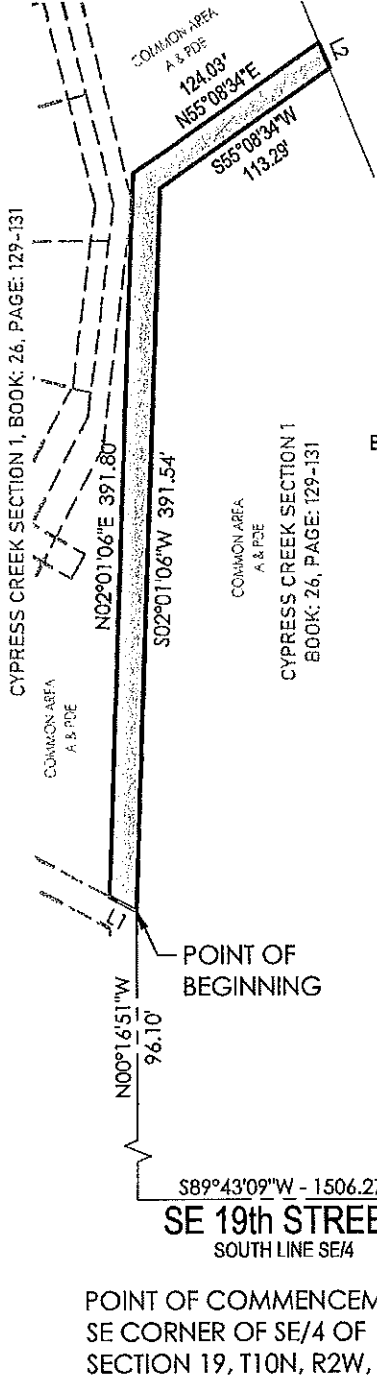 COMMON AREA
A & PDE
124.03'
N55°08'34"E
L2
S55°08'34"W
113.29'
CYPRESS CREEK SECTION 1, BOOK: 26, PAGE: 129-131
N02°01'06"E 391.80'
S02°01'06"W 391.54'
COMMON AREA
A & PDE
CYPRESS CREEK SECTION 1
BOOK: 26, PAGE: 129-131
COMMON AREA
A & PDE
L1
POINT OF
BEGINNING
N00°16'51"W
96.10'
S89°43'09"W - 1506.27
SE 19th STREE
SOUTH LINE SE/4
POINT OF COMMENCEM
SE CORNER OF SE/4 OF
SECTION 19, T10N, R2W,